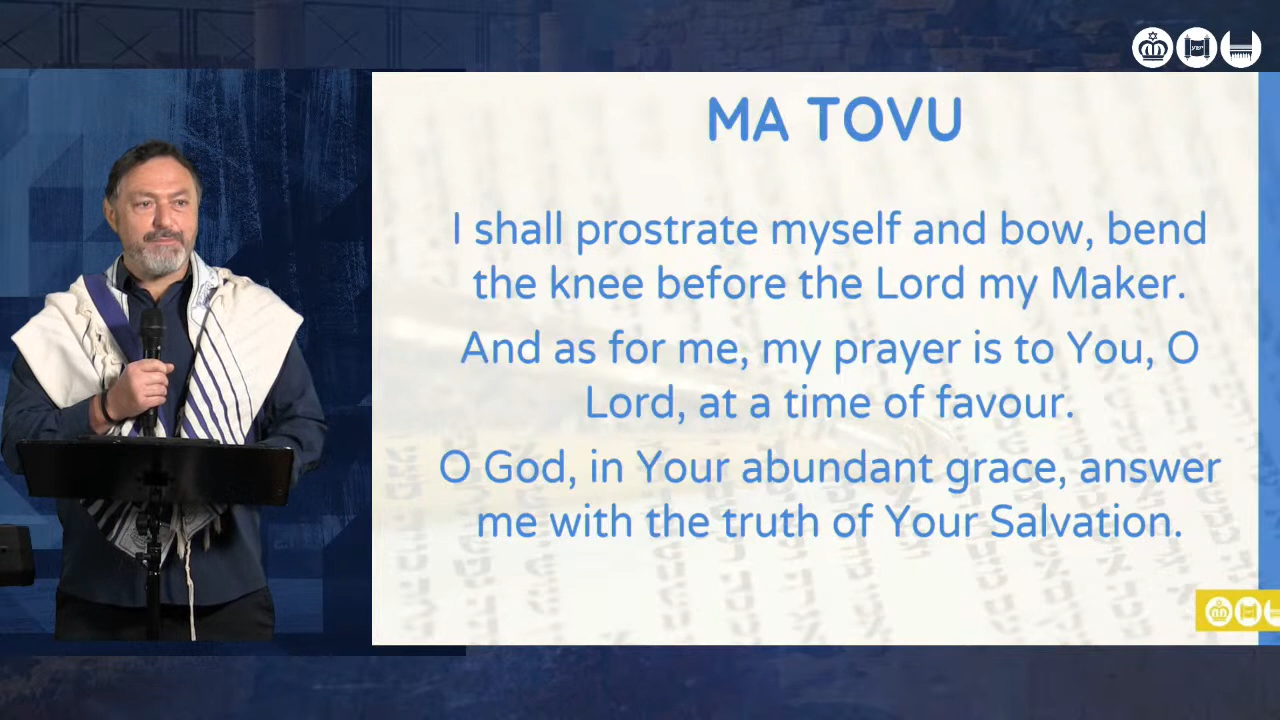 MA TOVU
I shall prostrate myself and bow, bend
the knee before the Lord my Maker.
And as for me, my prayer is to You, O
Lord, at a time of favour.
O God, in Your abundant grace, answer
me with the truth of Your Salvation.